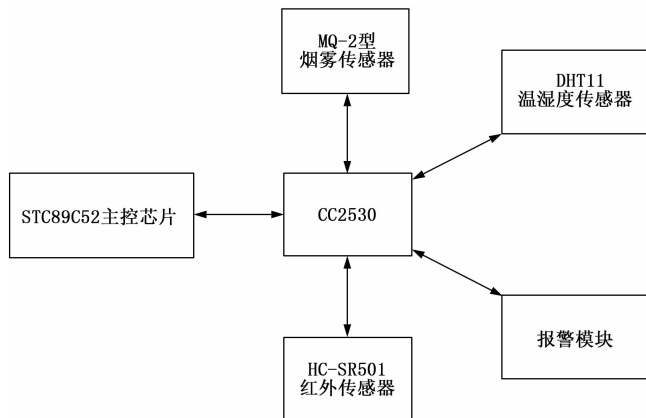 MQ-2型
烟雾传感器
DHT11
温湿度传感器
STC89C52主控芯片
CC2530
HC-SR501
红外传感器
报警模块